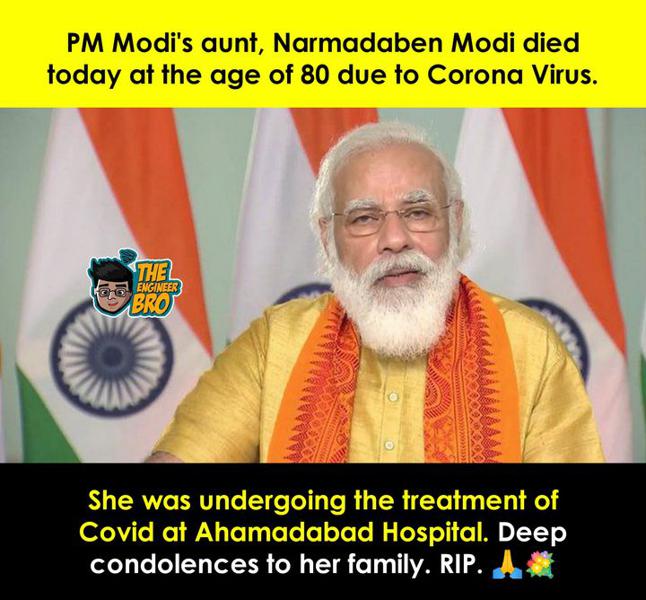 PM Modi's aunt, Narmadaben Modi died
today at the age of 80 due to Corona Virus.
THE
ENGINEER
BRO
She was undergoing the treatment of
Covid at Ahamadabad Hospital. Deep
condolences to her family. RIP. 🙏💐